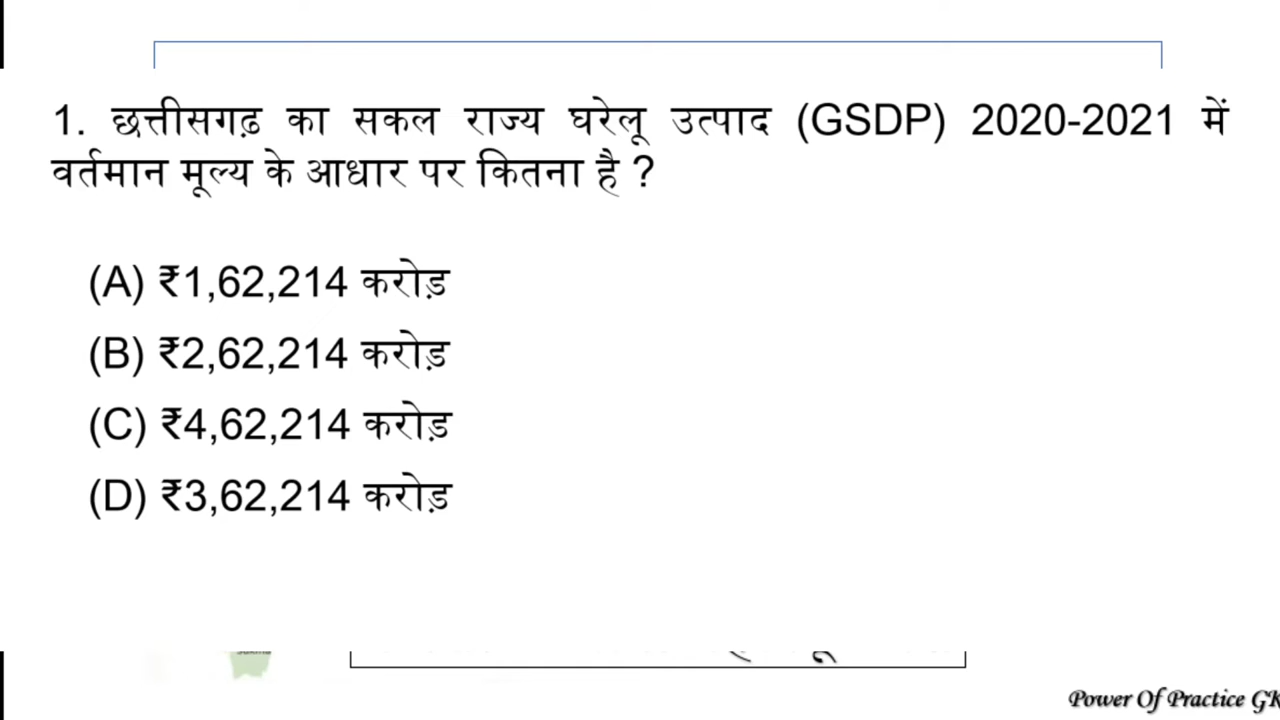 1. छत्तीसगढ़ का सकल राज्य घरेलू उत्पाद (GSDP) 2020-2021 में
वर्तमान मूल्य के आधार पर कितना है ?
(A) ₹1,62,214 करोड़
(B) ₹2,62,214 करोड़
(C) ₹4,62,214 करोड़
(D) ₹3,62,214 करोड़
Power Of Practice GK